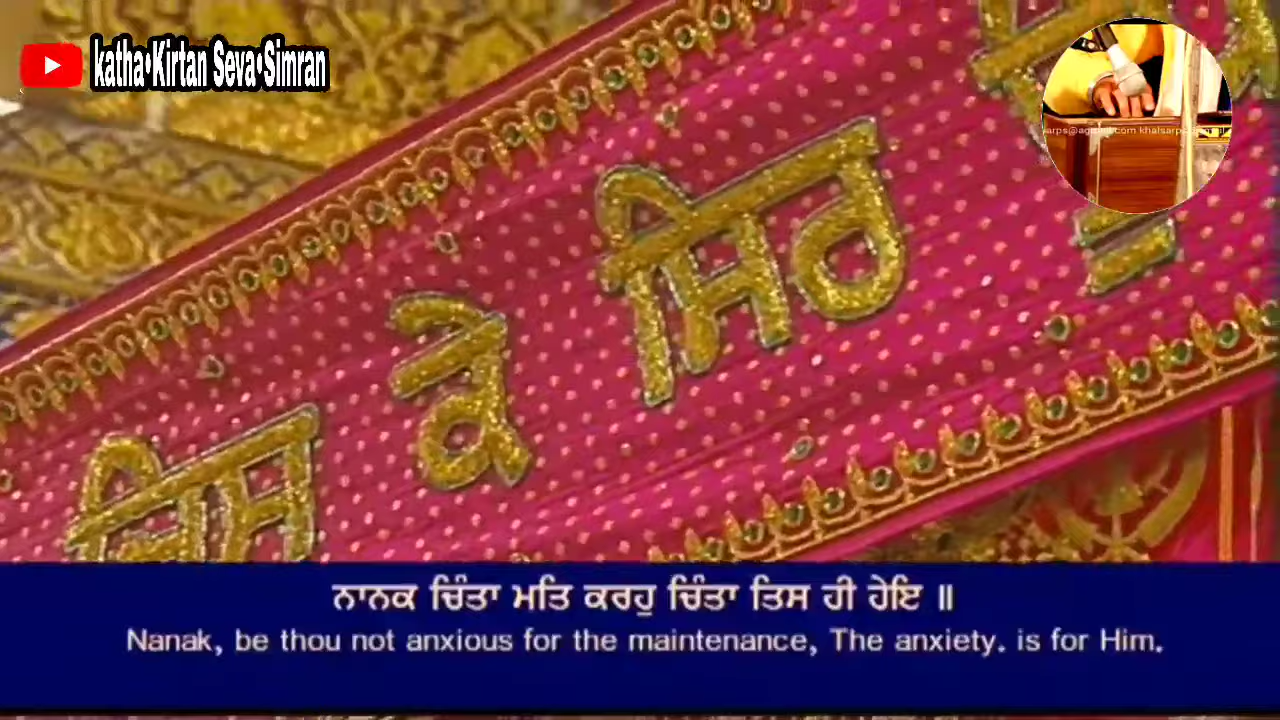 katha•Kirtan Seva•Simran
ਜਿਸ ਕੇ ਸਿਰ
ਨਾਨਕ ਚਿੰਤਾ ਮਤਿ ਕਰਹੁ ਚਿੰਤਾ ਤਿਸ ਹੀ ਹੇਇ ॥
Nanak, be thou not anxious for the maintenance, The anxiety. is for Him.